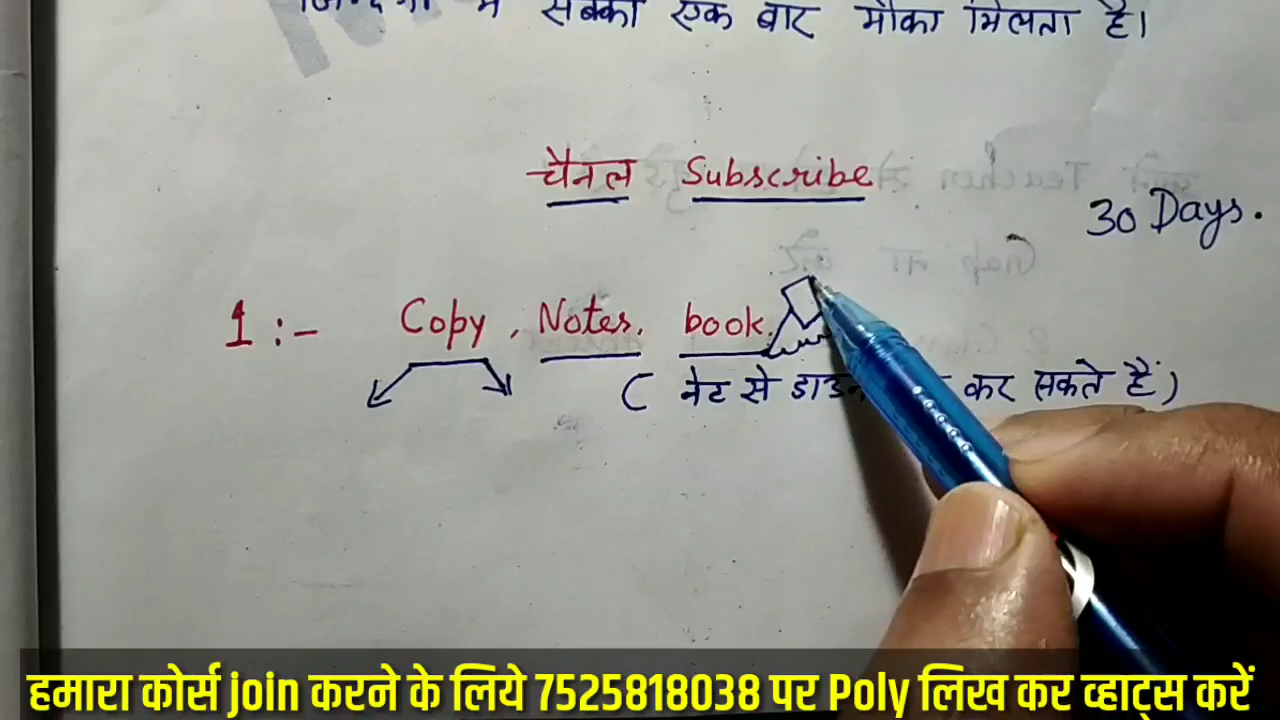 जिन्दगी में सबको एक बार मौका मिलता है।
चैनल Subscribe
30 Days.
1:- Copy, Notes, book.
( नेट से कर सकते हैं)
हमारा कोर्स join करने के लिये 7525818038 पर Poly लिख कर व्हाट्स करें